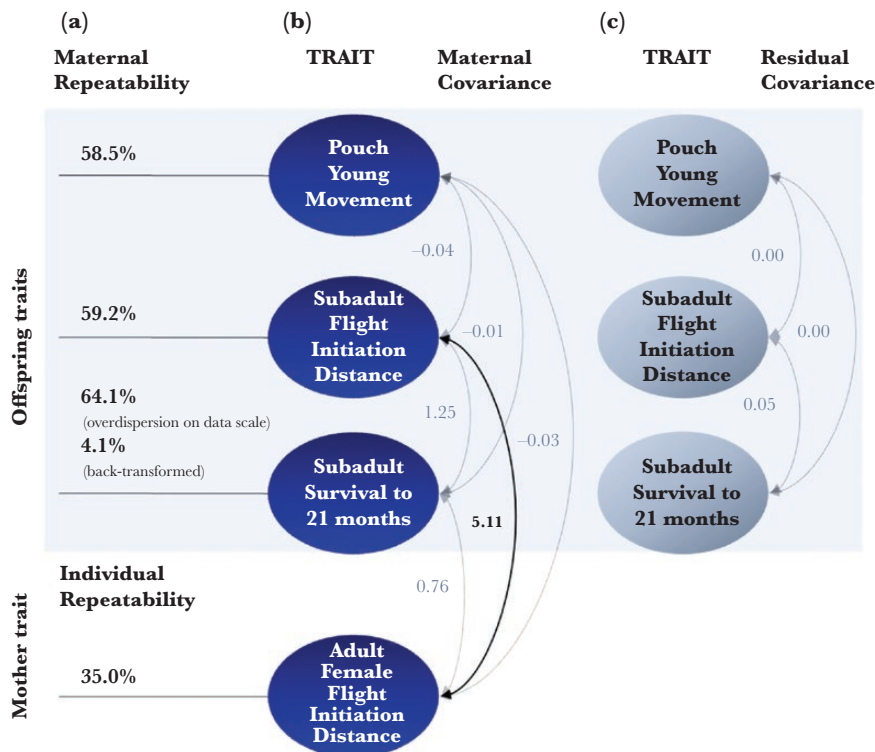 (a)
(b)
(c)
Maternal
Repeatability
TRAIT
Maternal
Covariance
TRAIT
Residual
Covariance
Offspring traits
58.5%
59.2%
64.1%
(overdispersion on data scale)
4.1%
(back-transformed)
Pouch
Young
Movement
–0.04
Subadult
Flight
Initiation
Distance
–0.01
1.25
–0.03
Subadult
Survival to
21 months
5.11
0.76
Pouch
Young
Movement
0.00
Subadult
Flight
Initiation
Distance
0.00
0.05
Subadult
Survival to
21 months
Mother trait
Individual
Repeatability
35.0%
Adult
Female
Flight
Initiation
Distance